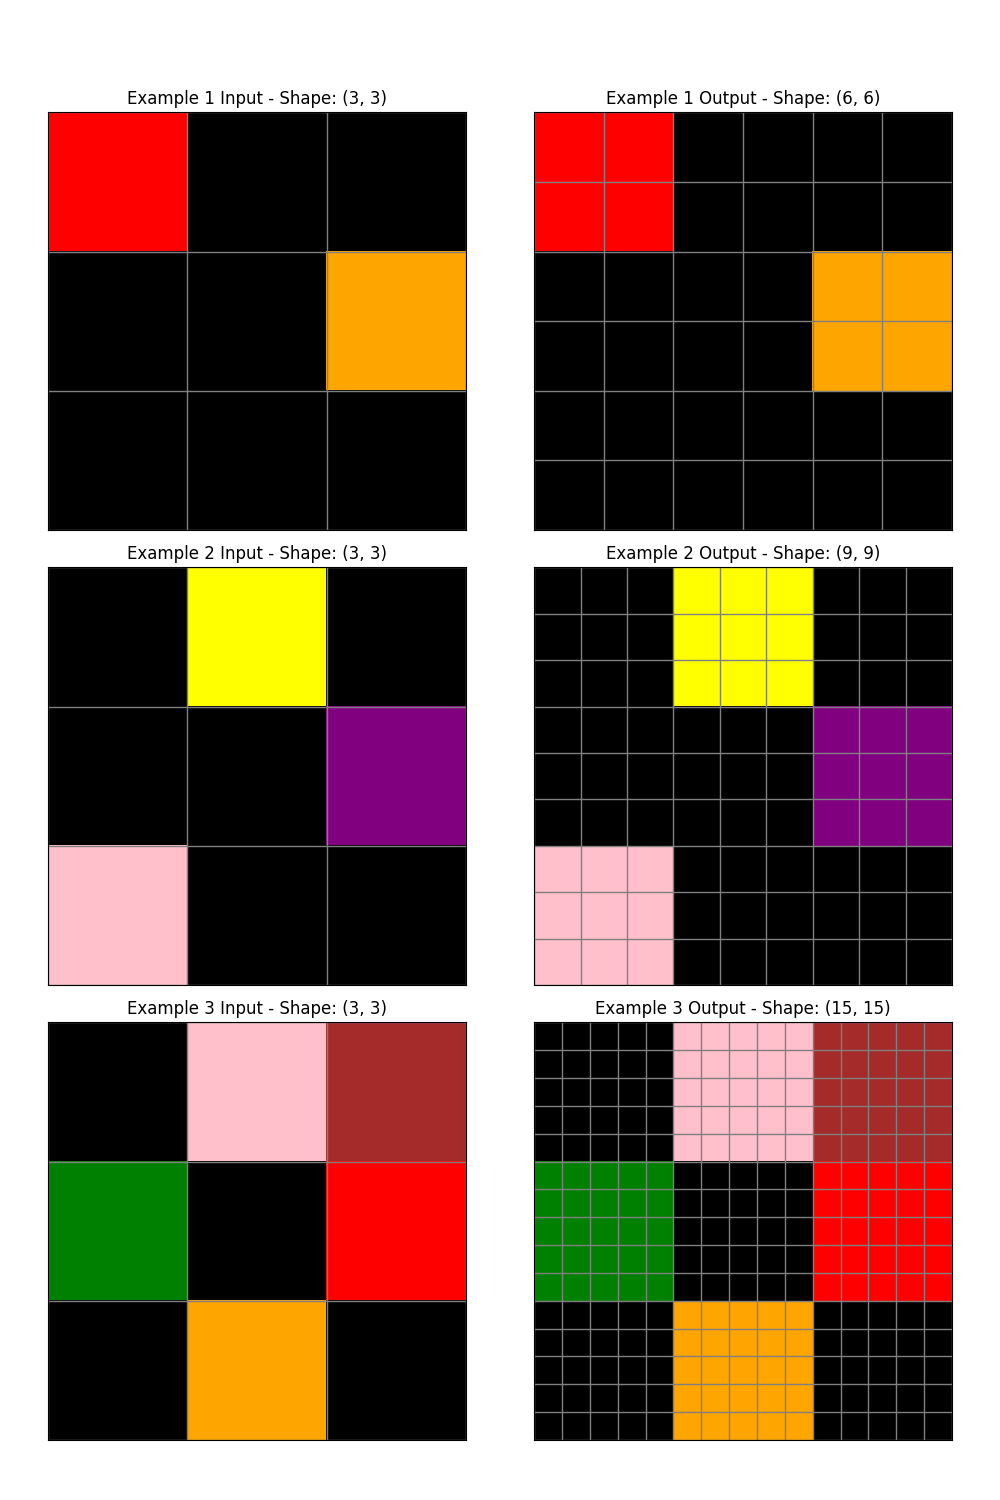 Example 1 Input - Shape: (3, 3)
Example 1 Output - Shape: (6, 6)
Example 2 Input - Shape: (3, 3)
Example 2 Output - Shape: (9, 9)
Example 3 Input - Shape: (3, 3)
Example 3 Output - Shape: (15, 15)